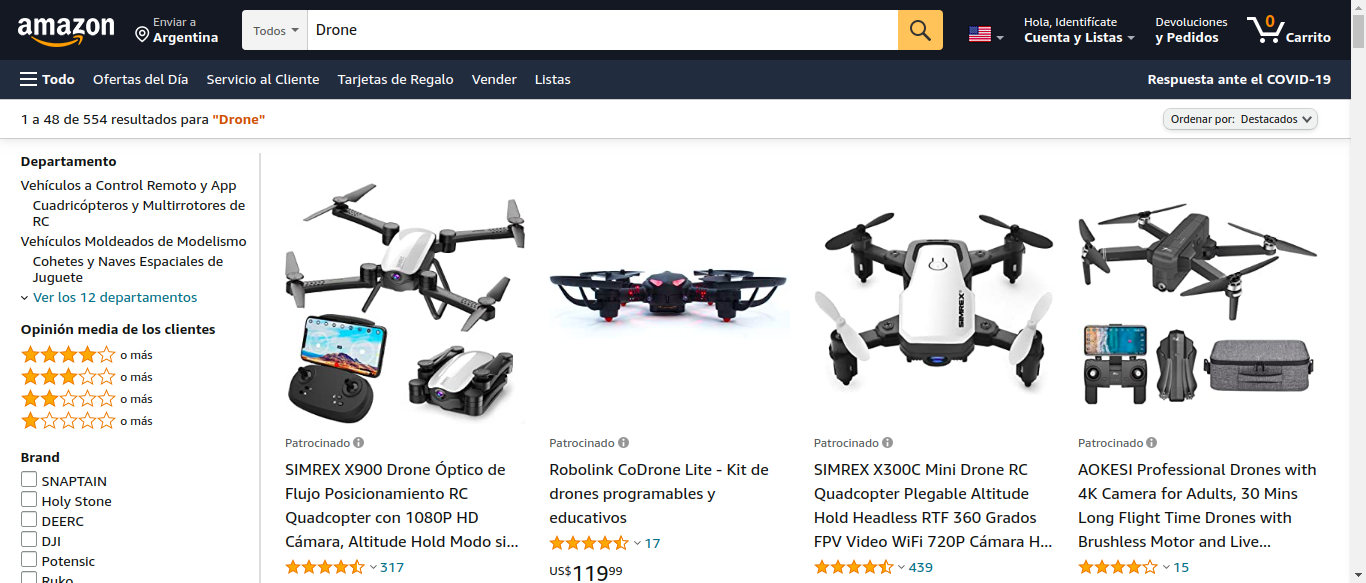 amazon
Enviar a
Argentina
Todos
Drone
Hola, Identifícate
Cuenta y Listas
Devoluciones
y Pedidos
0
Carrito
Todo
Ofertas del Día
Servicio al Cliente
Tarjetas de Regalo
Vender
Listas
Respuesta ante el COVID-19
1 a 48 de 554 resultados para "Drone"
Ordenar por: Destacados
Departamento
Vehículos a Control Remoto y App
Cuadricópteros y Multirrotores de
RC
Vehículos Moldeados de Modelismo
Cohetes y Naves Espaciales de
Juguete
Ver los 12 departamentos
Opinión media de los clientes
o más
o más
o más
o más
Brand
SNAPTAIN
Holy Stone
DEERC
DJI
Potensic
Ruko
Patrocinado
SIMREX X900 Drone Óptico de
Flujo Posicionamiento RC
Quadcopter con 1080P HD
Cámara, Altitude Hold Modo si...
317
Patrocinado
Robolink CoDrone Lite - Kit de
drones programables y
educativos
17
US$11999
SIMREX
Patrocinado
SIMREX X300C Mini Drone RC
Quadcopter Plegable Altitude
Hold Headless RTF 360 Grados
FPV Video WiFi 720P Cámara H...
439
Patrocinado
AOKESI Professional Drones with
4K Camera for Adults, 30 Mins
Long Flight Time Drones with
Brushless Motor and Live...
15